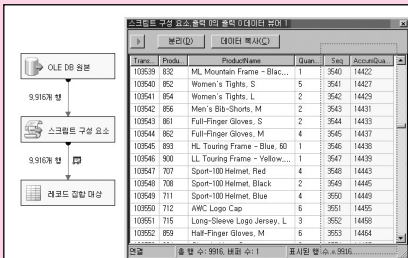 OLE DB 원본
9,916개 행
스크립트 구성 요소
9,916개 행
레코드 집합 대상
스크립트 구성 요소.출력 0의 출력 0 데이터 뷰어 1
분리(D) 데이터 복사(C)
Trans... Produ... ProductName Quan... Seq AccumQua...
103539 832 ML Mountain Frame - Blac... 1 3540 14422
103540 852 Women's Tights, S 5 3541 14427
103541 854 Women's Tights, L 2 3542 14429
103542 856 Men's Bib-Shorts, M 2 3543 14431
103543 861 Full-Finger Gloves, S 2 3544 14433
103544 862 Full-Finger Gloves, M 4 3545 14437
103545 893 HL Touring Frame - Blue, 60 1 3546 14438
103546 900 LL Touring Frame - Yellow,... 1 3547 14439
103547 707 Sport-100 Helmet, Red 4 3548 14443
103548 708 Sport-100 Helmet, Black 2 3549 14445
103549 711 Sport-100 Helmet, Blue 4 3550 14449
103550 712 AWC Logo Cap 6 3551 14455
103551 715 Long-Sleeve Logo Jersey, L 3 3552 14458
103552 859 Half-Finger Gloves, M 6 3553 14464
연결 총 행 수: 9916, 버퍼 수: 1 표시된 행 수 = 9916